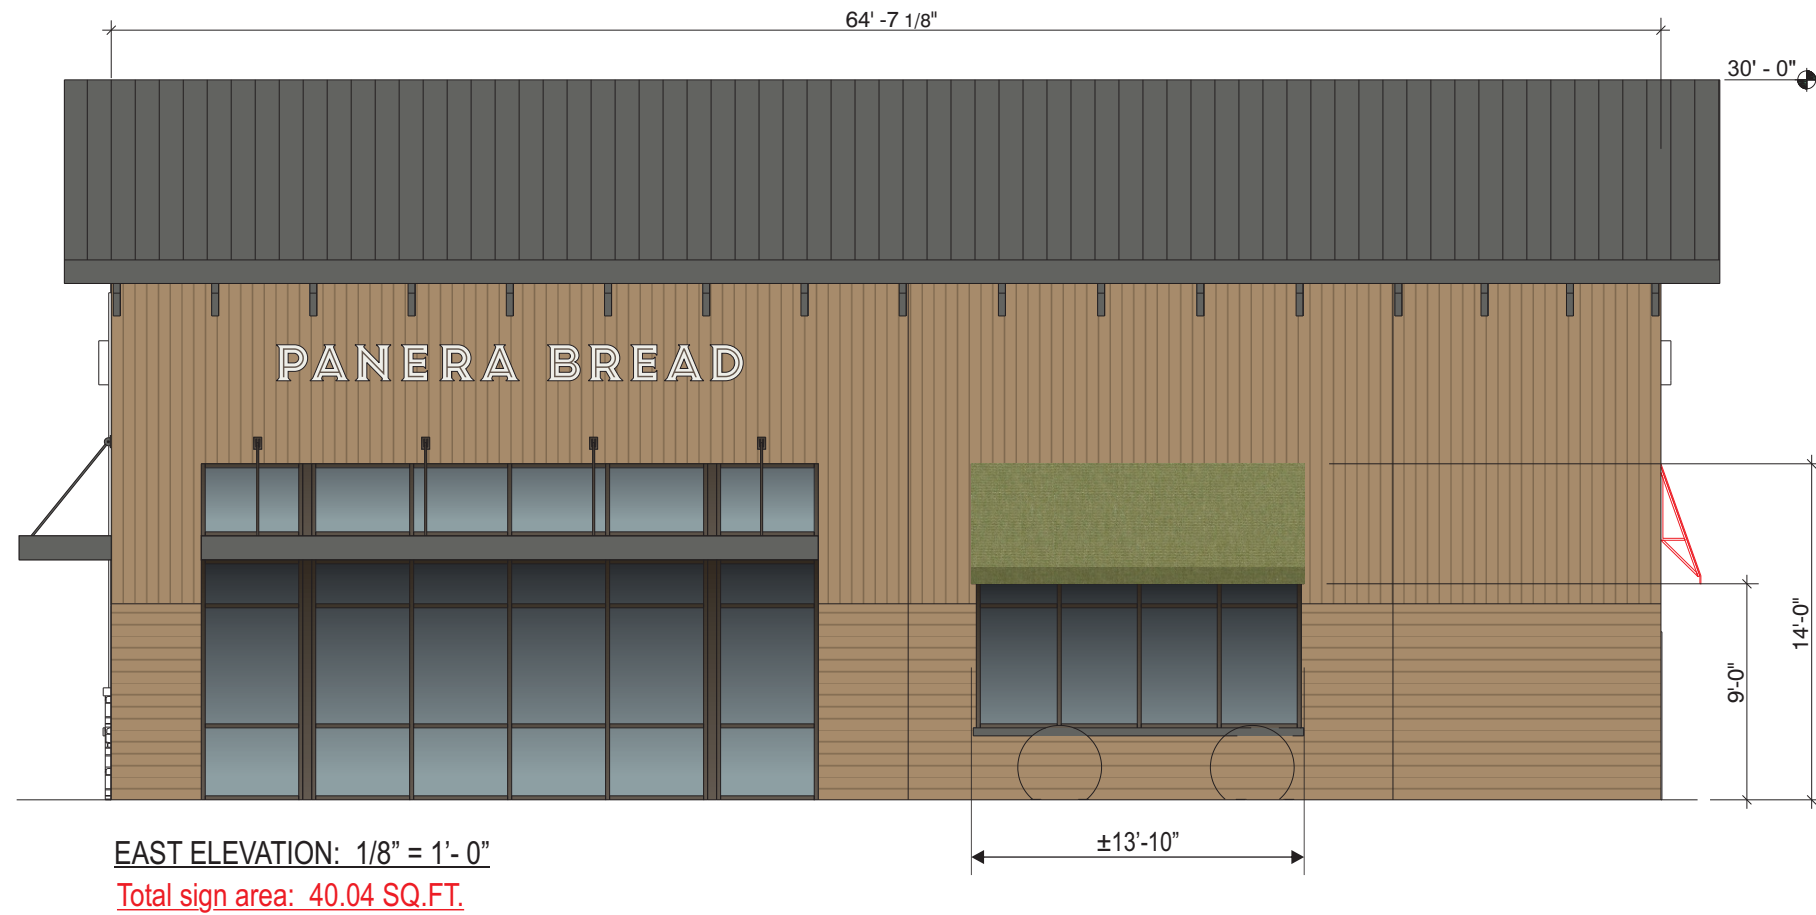 64' -7 1/8"
30' - 0"
PANERA BREAD
14'-0"
9'-0"
±13’-10”
EAST ELEVATION:  1/8” = 1’- 0”
Total sign area:  40.04 SQ.FT.